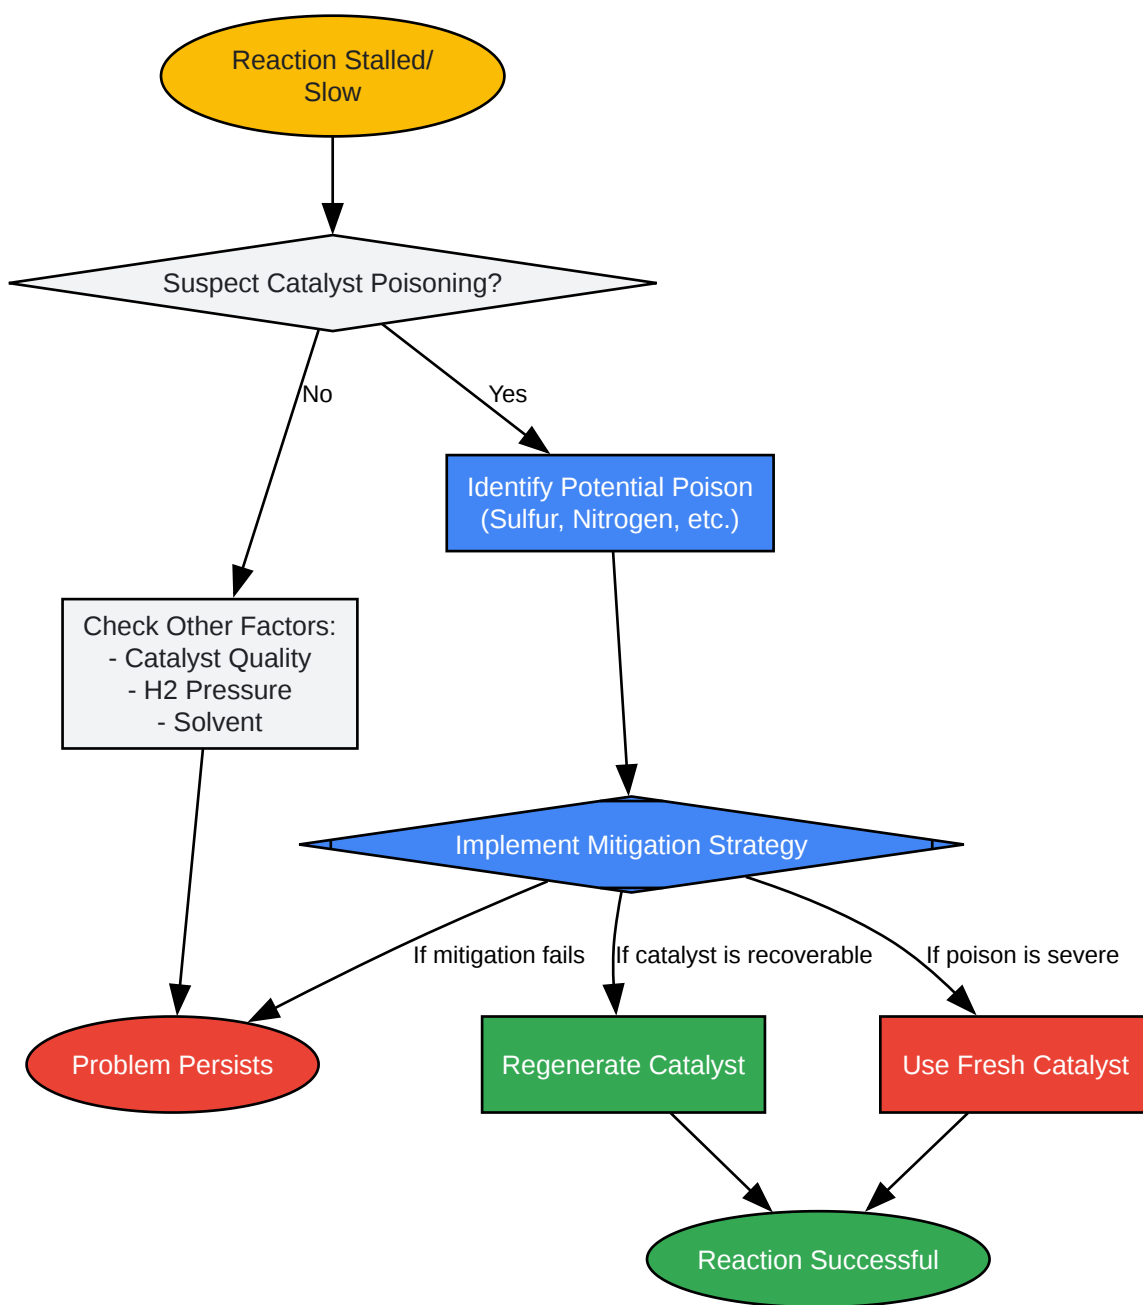 Reaction Stalled/
Slow
Suspect Catalyst Poisoning?
No
Yes
Identify Potential Poison
(Sulfur, Nitrogen, etc.)
Check Other Factors:
- Catalyst Quality
- H2 Pressure
- Solvent
Implement Mitigation Strategy
If mitigation fails
If catalyst is recoverable
If poison is severe
Problem Persists
Regenerate Catalyst
Use Fresh Catalyst
Reaction Successful